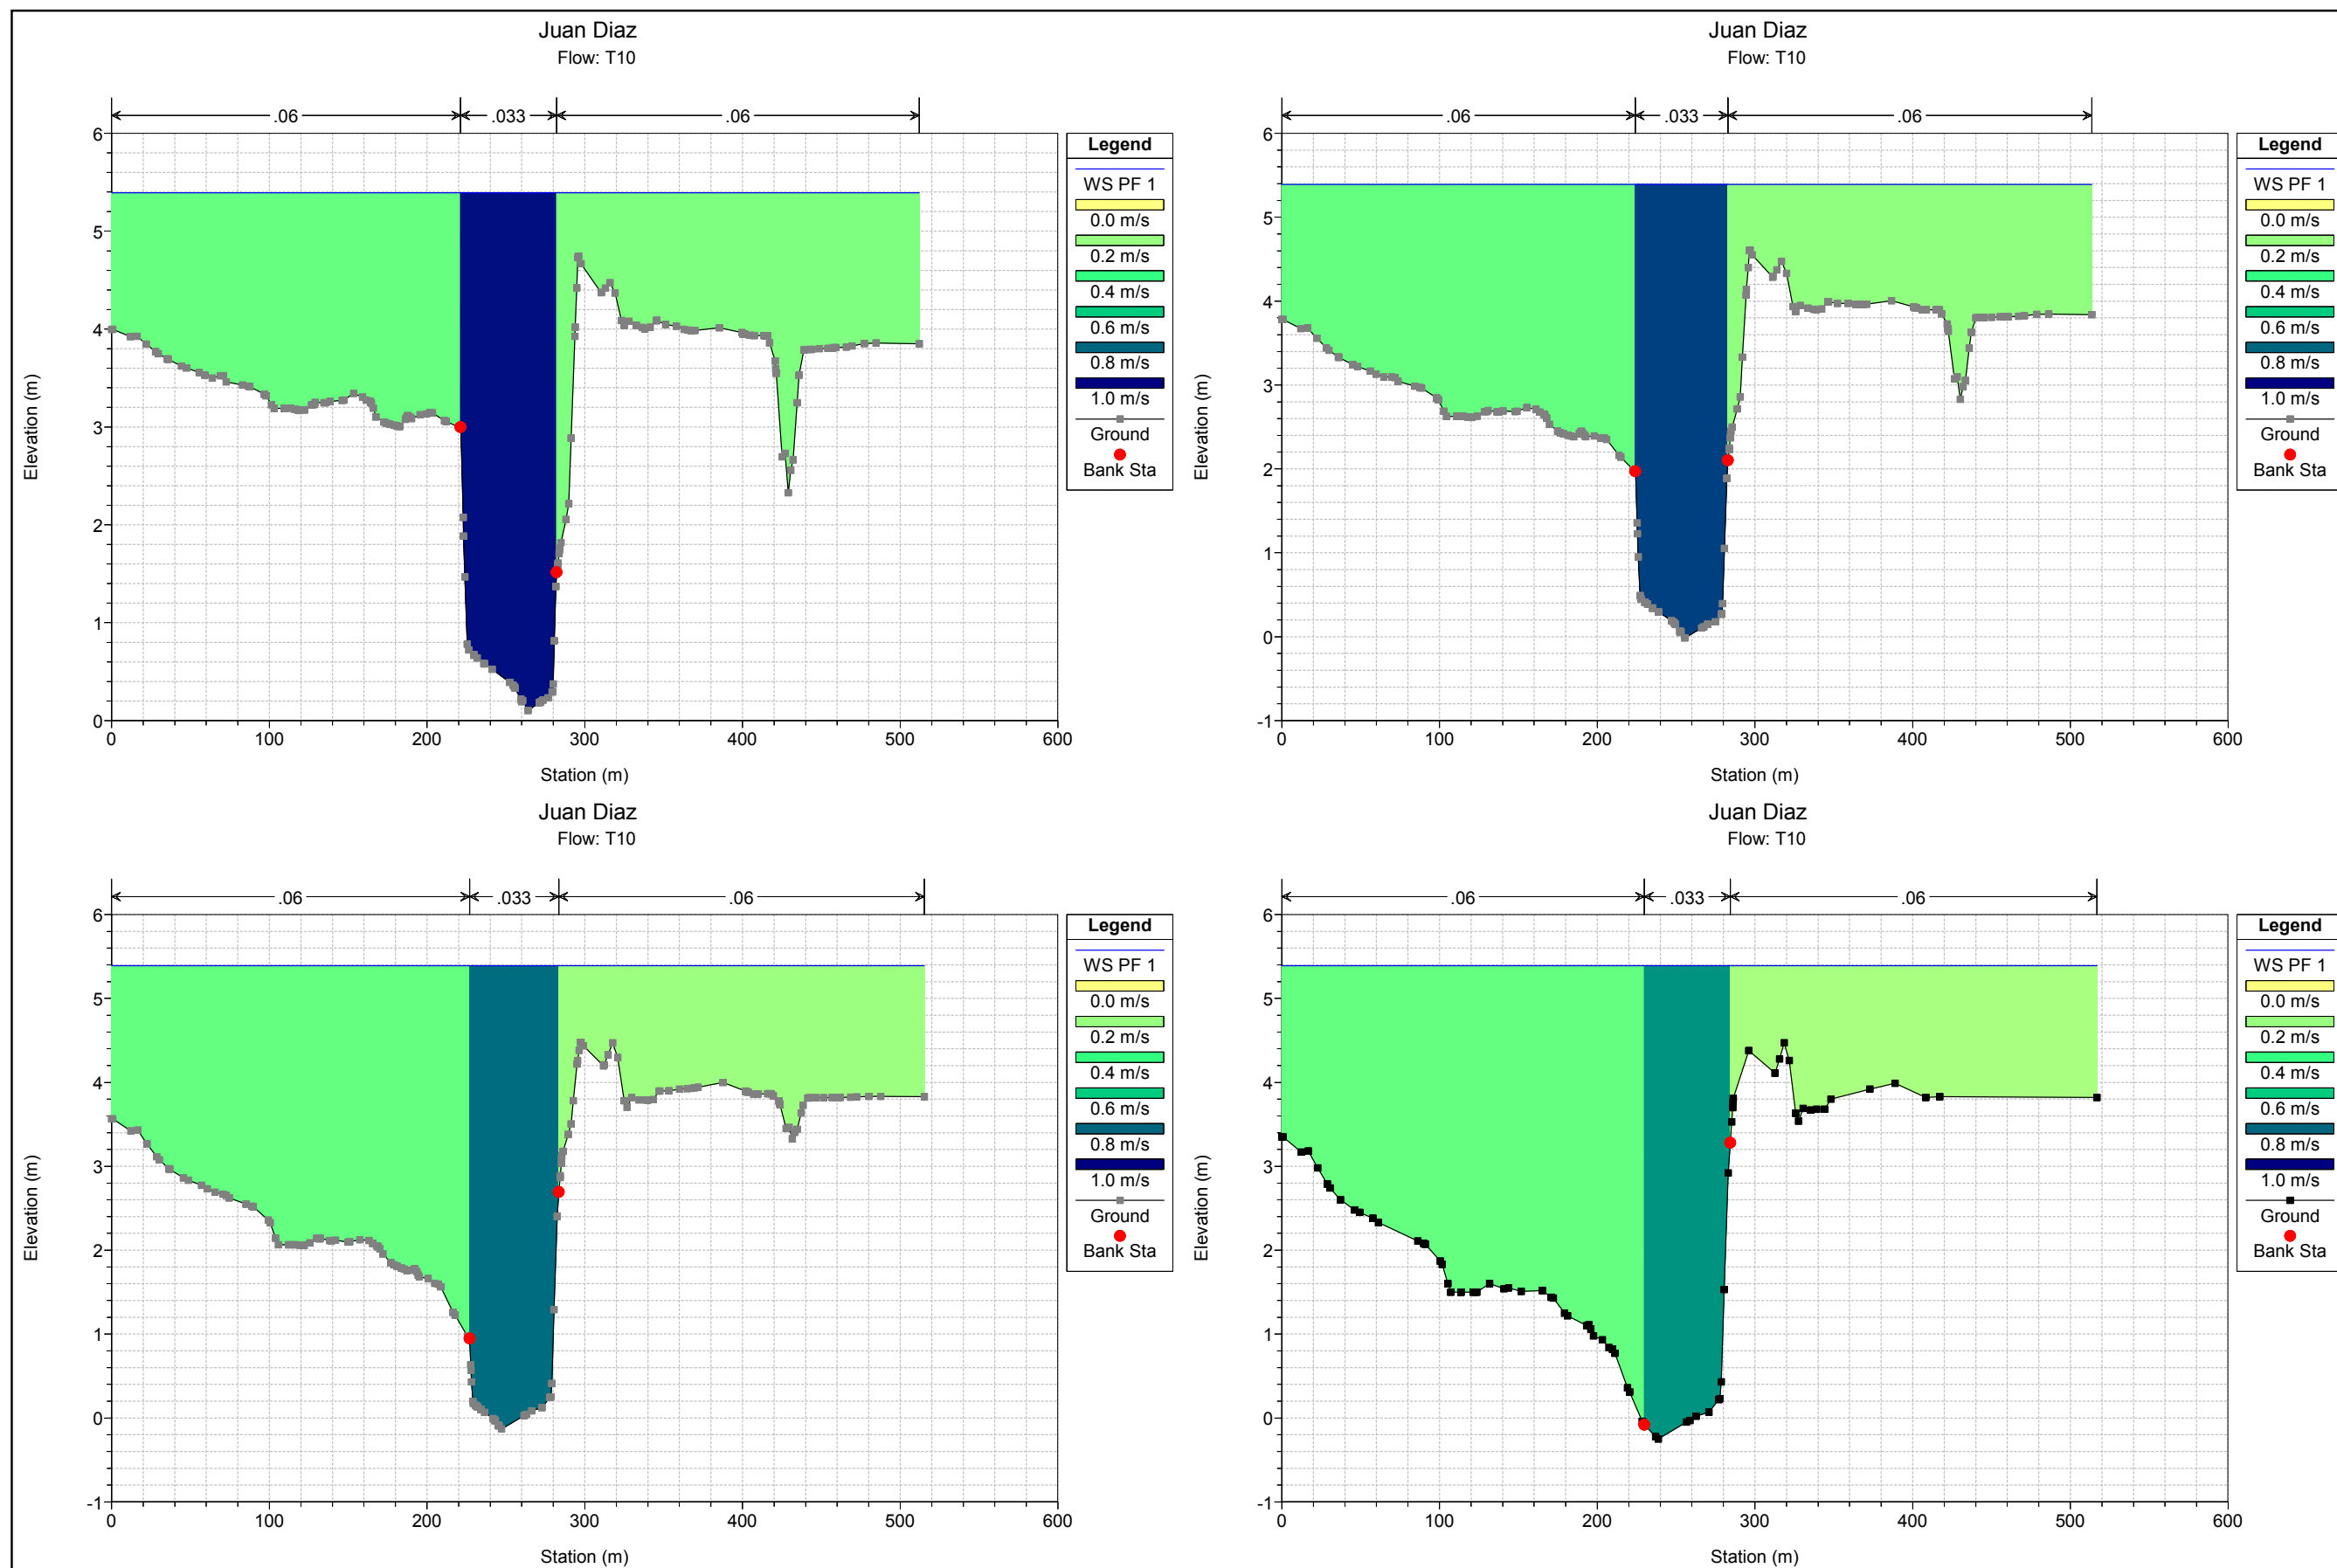 Juan Diaz
Flow: T10
.06 .033 .06
Legend
WS PF 1
0.0 m/s
0.2 m/s
0.4 m/s
0.6 m/s
0.8 m/s
1.0 m/s
Ground
Bank Sta
6
5
4
3
2
1
0
0 100 200 300 400 500 600
Station (m)
Elevation (m)
Juan Diaz
Flow: T10
.06 .033 .06
Legend
WS PF 1
0.0 m/s
0.2 m/s
0.4 m/s
0.6 m/s
0.8 m/s
1.0 m/s
Ground
Bank Sta
6
5
4
3
2
1
0
-1
0 100 200 300 400 500 600
Station (m)
Elevation (m)
Juan Diaz
Flow: T10
.06 .033 .06
Legend
WS PF 1
0.0 m/s
0.2 m/s
0.4 m/s
0.6 m/s
0.8 m/s
1.0 m/s
Ground
Bank Sta
6
5
4
3
2
1
0
-1
0 100 200 300 400 500 600
Station (m)
Elevation (m)
Juan Diaz
Flow: T10
.06 .033 .06
Legend
WS PF 1
0.0 m/s
0.2 m/s
0.4 m/s
0.6 m/s
0.8 m/s
1.0 m/s
Ground
Bank Sta
6
5
4
3
2
1
0
-1
0 100 200 300 400 500 600
Station (m)
Elevation (m)